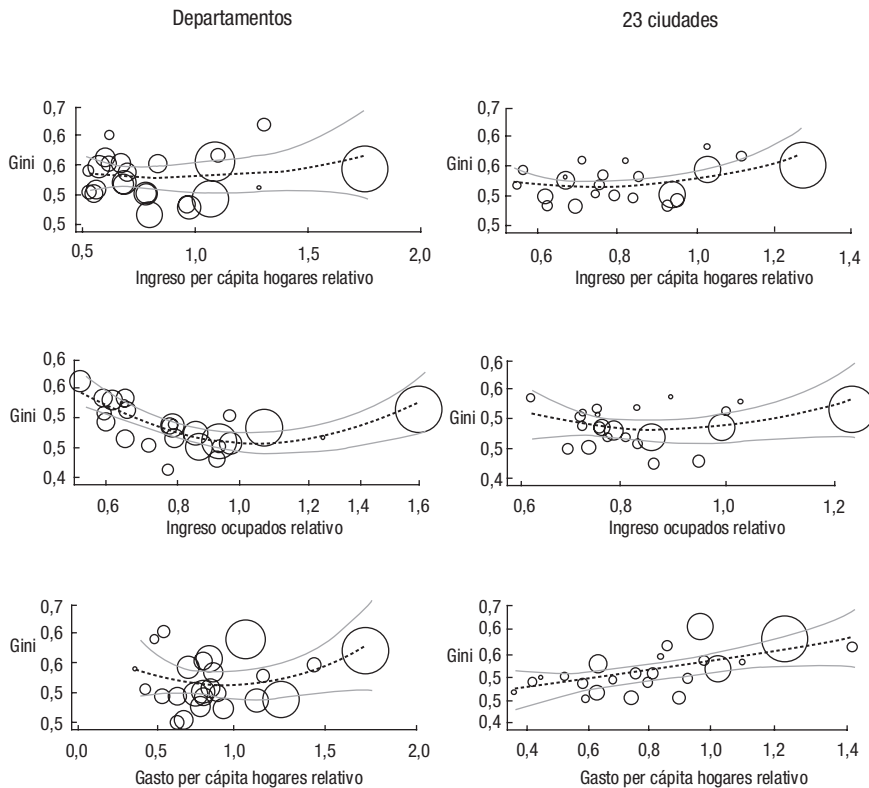 Departamentos
23 ciudades
0,7
0,6
Gini 0,6
0,5
0,5
0,5 1,0 1,5 2,0
Ingreso per cápita hogares relativo
0,7
0,6
Gini 0,6
0,5
0,5
0,6 0,8 1,0 1,2 1,4
Ingreso per cápita hogares relativo
0,6
0,6
Gini 0,5
0,5
0,4
0,6 0,8 1,0 1,2 1,4 1,6
Ingreso ocupados relativo
0,6
0,6
Gini 0,5
0,5
0,4
0,6 0,8 1,0 1,2
Ingreso ocupados relativo
0,7
0,6
Gini 0,6
0,5
0,5
0,0 0,5 1,0 1,5 2,0
Gasto per cápita hogares relativo
0,7
0,6
Gini 0,6
0,5
0,5
0,4
0,4 0,6 0,8 1,0 1,2 1,4
Gasto per cápita hogares relativo